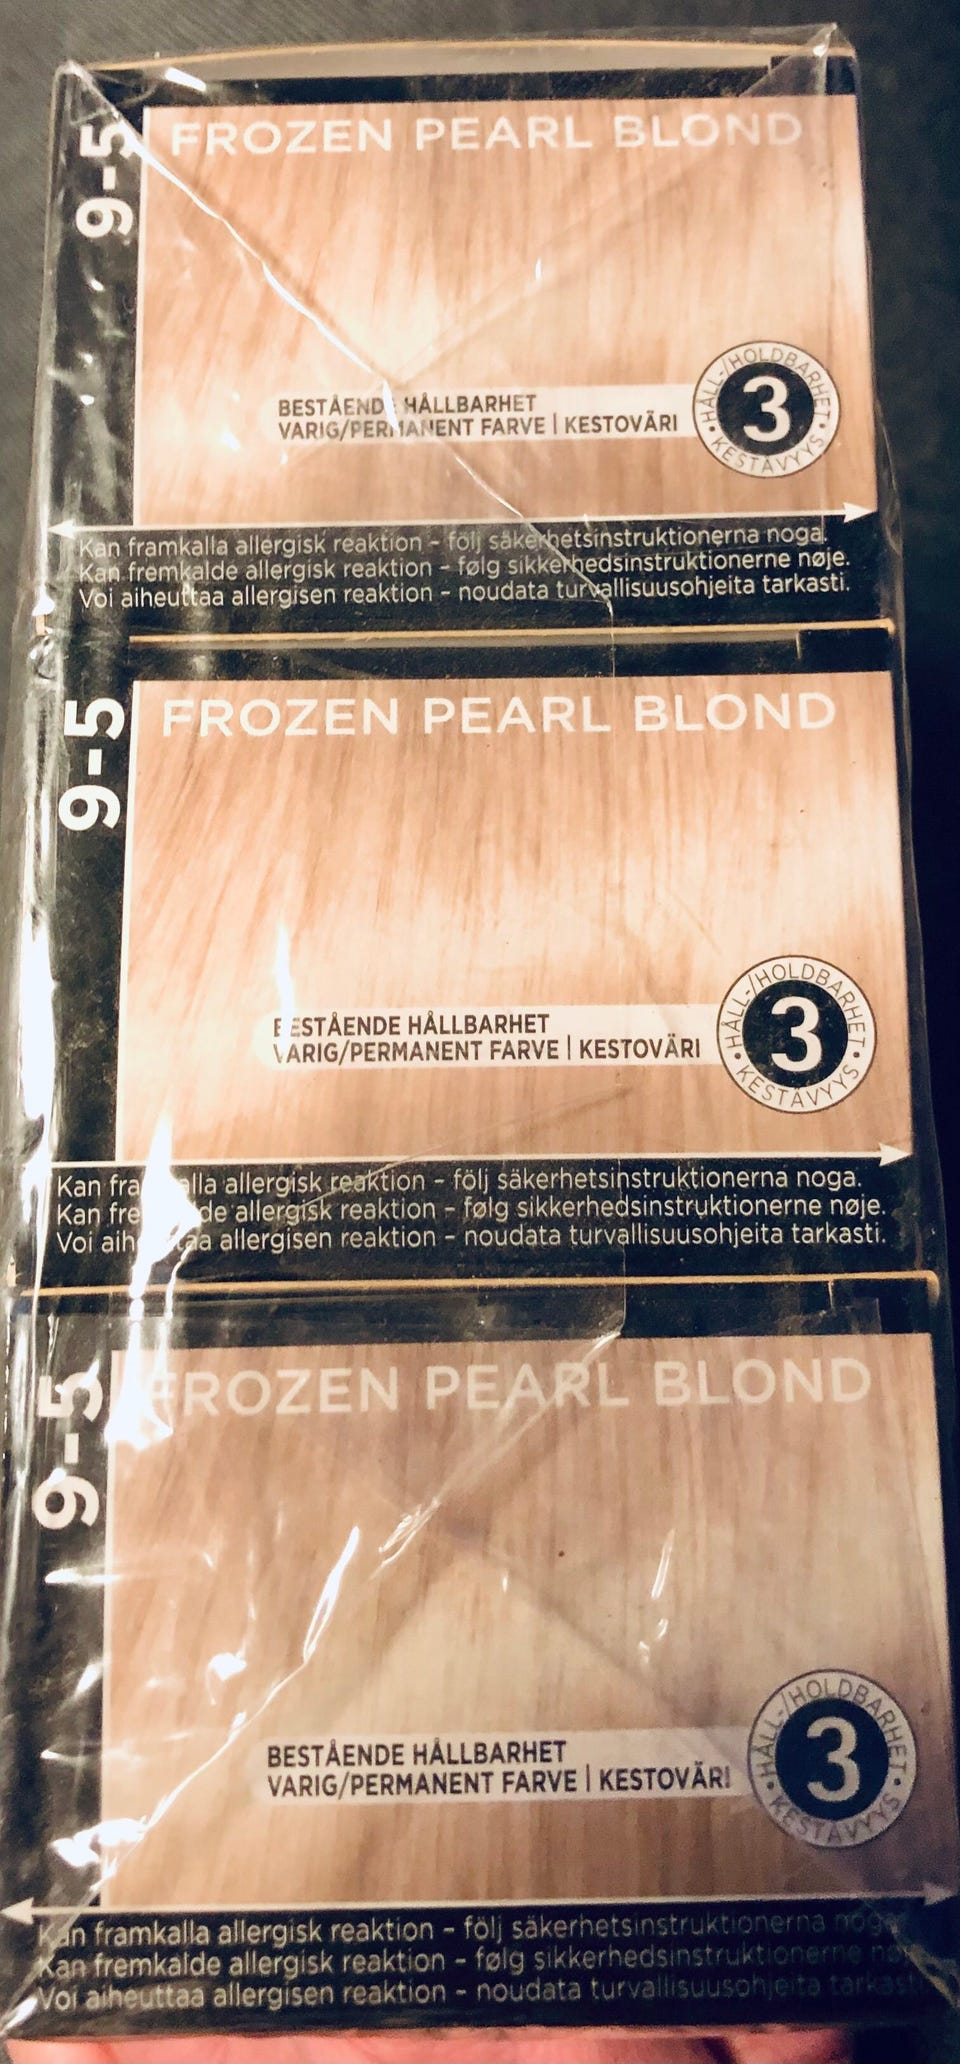 9-5
FROZEN PEARL BLOND
BESTÅENDE HÅLLBARHET
VARIG/PERMANENT FARVE | KESTOVÄRI
• HÅLL-/HOLDBARHET •
3
KESTÄVYYS
Kan framkalla allergisk reaktion – följ säkerhetsinstruktionerna noga.
Kan fremkalde allergisk reaktion – følg sikkerhedsinstruktionerne nøje.
Voi aiheuttaa allergisen reaktion – noudata turvallisuusohjeita tarkasti.
9-5
FROZEN PEARL BLOND
BESTÅENDE HÅLLBARHET
VARIG/PERMANENT FARVE | KESTOVÄRI
• HÅLL-/HOLDBARHET •
3
KESTÄVYYS
Kan framkalla allergisk reaktion – följ säkerhetsinstruktionerna noga.
Kan fremkalde allergisk reaktion – følg sikkerhedsinstruktionerne nøje.
Voi aiheuttaa allergisen reaktion – noudata turvallisuusohjeita tarkasti.
9-5
FROZEN PEARL BLOND
BESTÅENDE HÅLLBARHET
VARIG/PERMANENT FARVE | KESTOVÄRI
• HÅLL-/HOLDBARHET •
3
KESTÄVYYS
Kan framkalla allergisk reaktion – följ säkerhetsinstruktionerna noga
Kan fremkalde allergisk reaktion – følg sikkerhedsinstruktionerne nøje
Voi aiheuttaa allergisen reaktion – noudata turvallisuusohjeita tarkasti